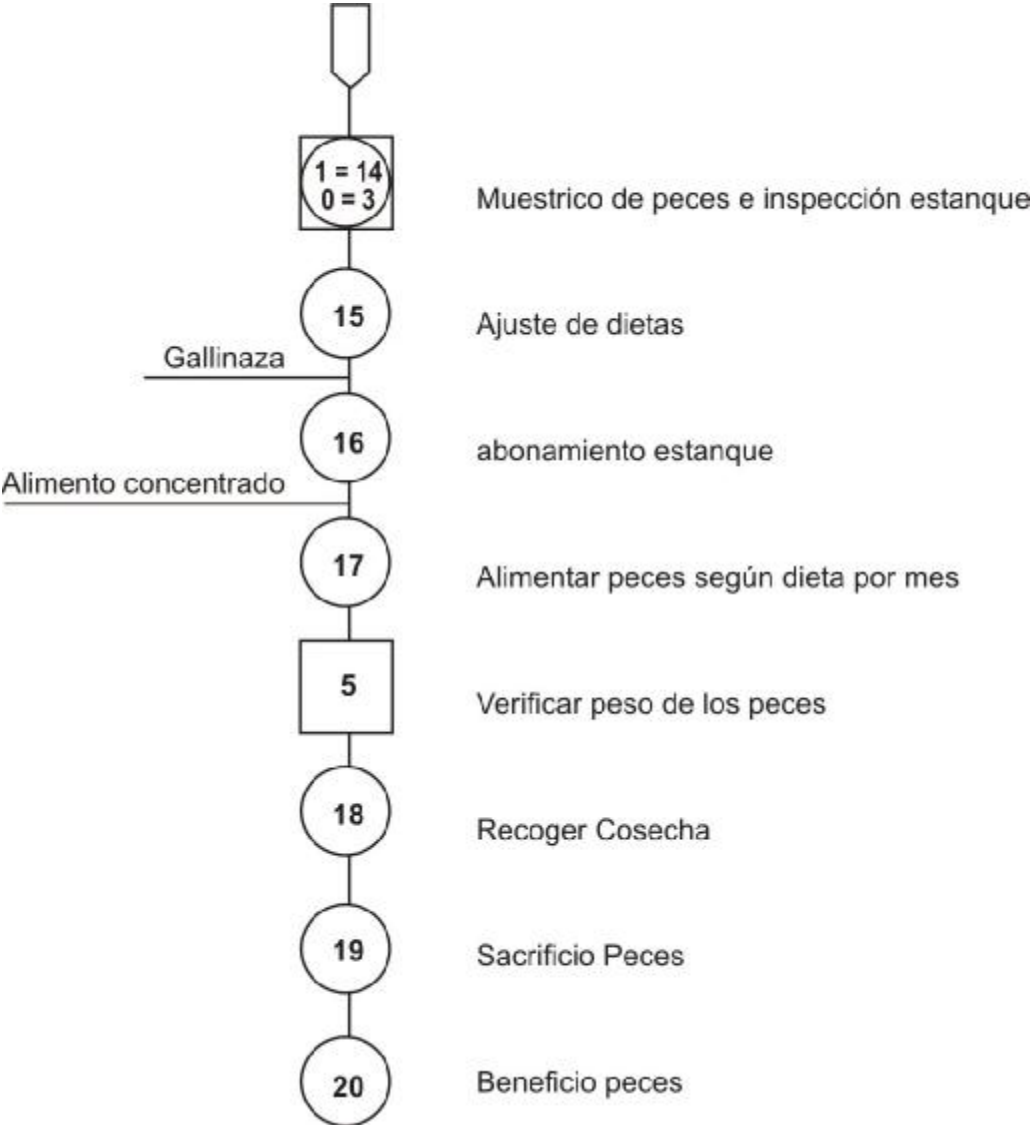 1 = 14
0 = 3
Muestrico de peces e inspección estanque
15
Ajuste de dietas
Gallinaza
16
abonamiento estanque
Alimento concentrado
17
Alimentar peces según dieta por mes
5
Verificar peso de los peces
18
Recoger Cosecha
19
Sacrificio Peces
20
Beneficio peces